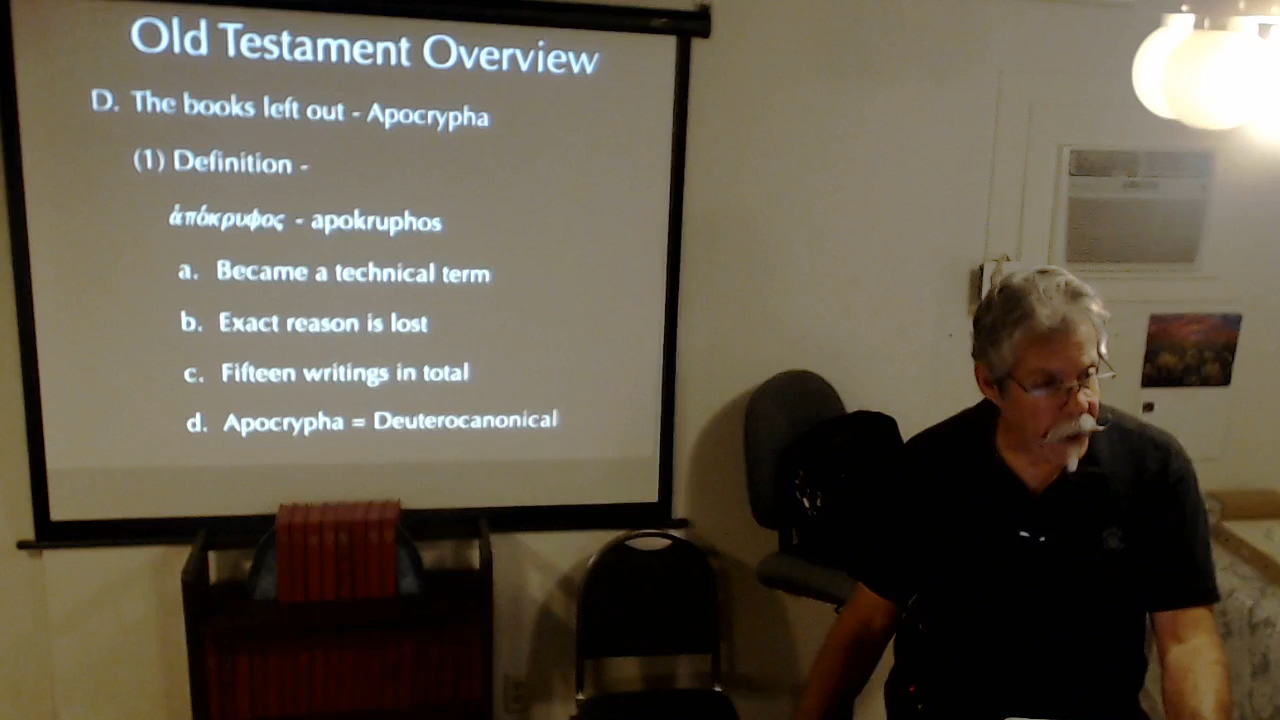 Old Testament Overview
D. The books left out - Apocrypha
(1) Definition -
ἀπόκρυφος - apokruphos
a. Became a technical term
b. Exact reason is lost
c. Fifteen writings in total
d. Apocrypha = Deuterocanonical